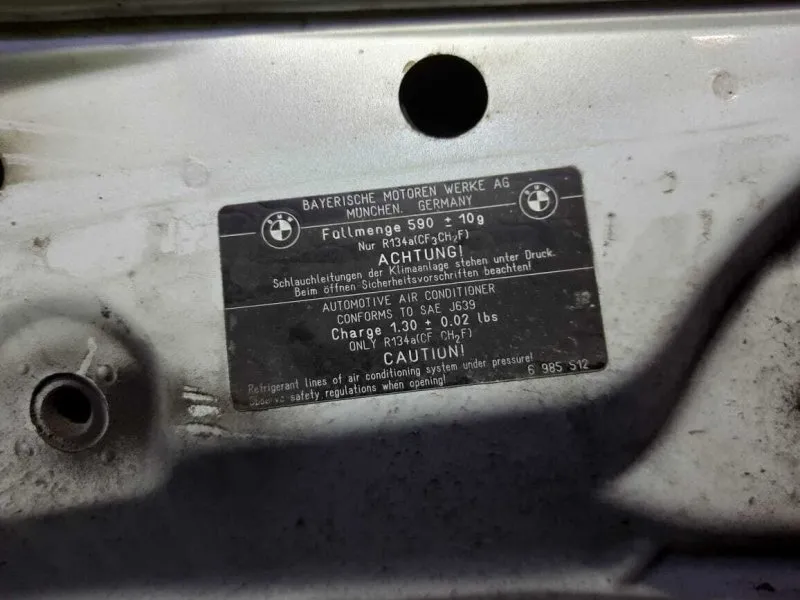 BAYERISCHE MOTOREN WERKE AG
MÜNCHEN, GERMANY
Füllmenge 590 ± 10g
Nur R134a(CF3CH2F)
ACHTUNG!
Schlauchleitungen der Klimaanlage stehen unter Druck.
Beim öffnen Sicherheitsvorschriften beachten!
AUTOMOTIVE AIR CONDITIONER
CONFORMS TO SAE J639
Charge 1.30 ± 0.02 lbs
ONLY R134a(CF CH2F)
CAUTION!
Refrigerant lines of air conditioning system under pressure!
Observe safety regulations when opening!
6 985 512